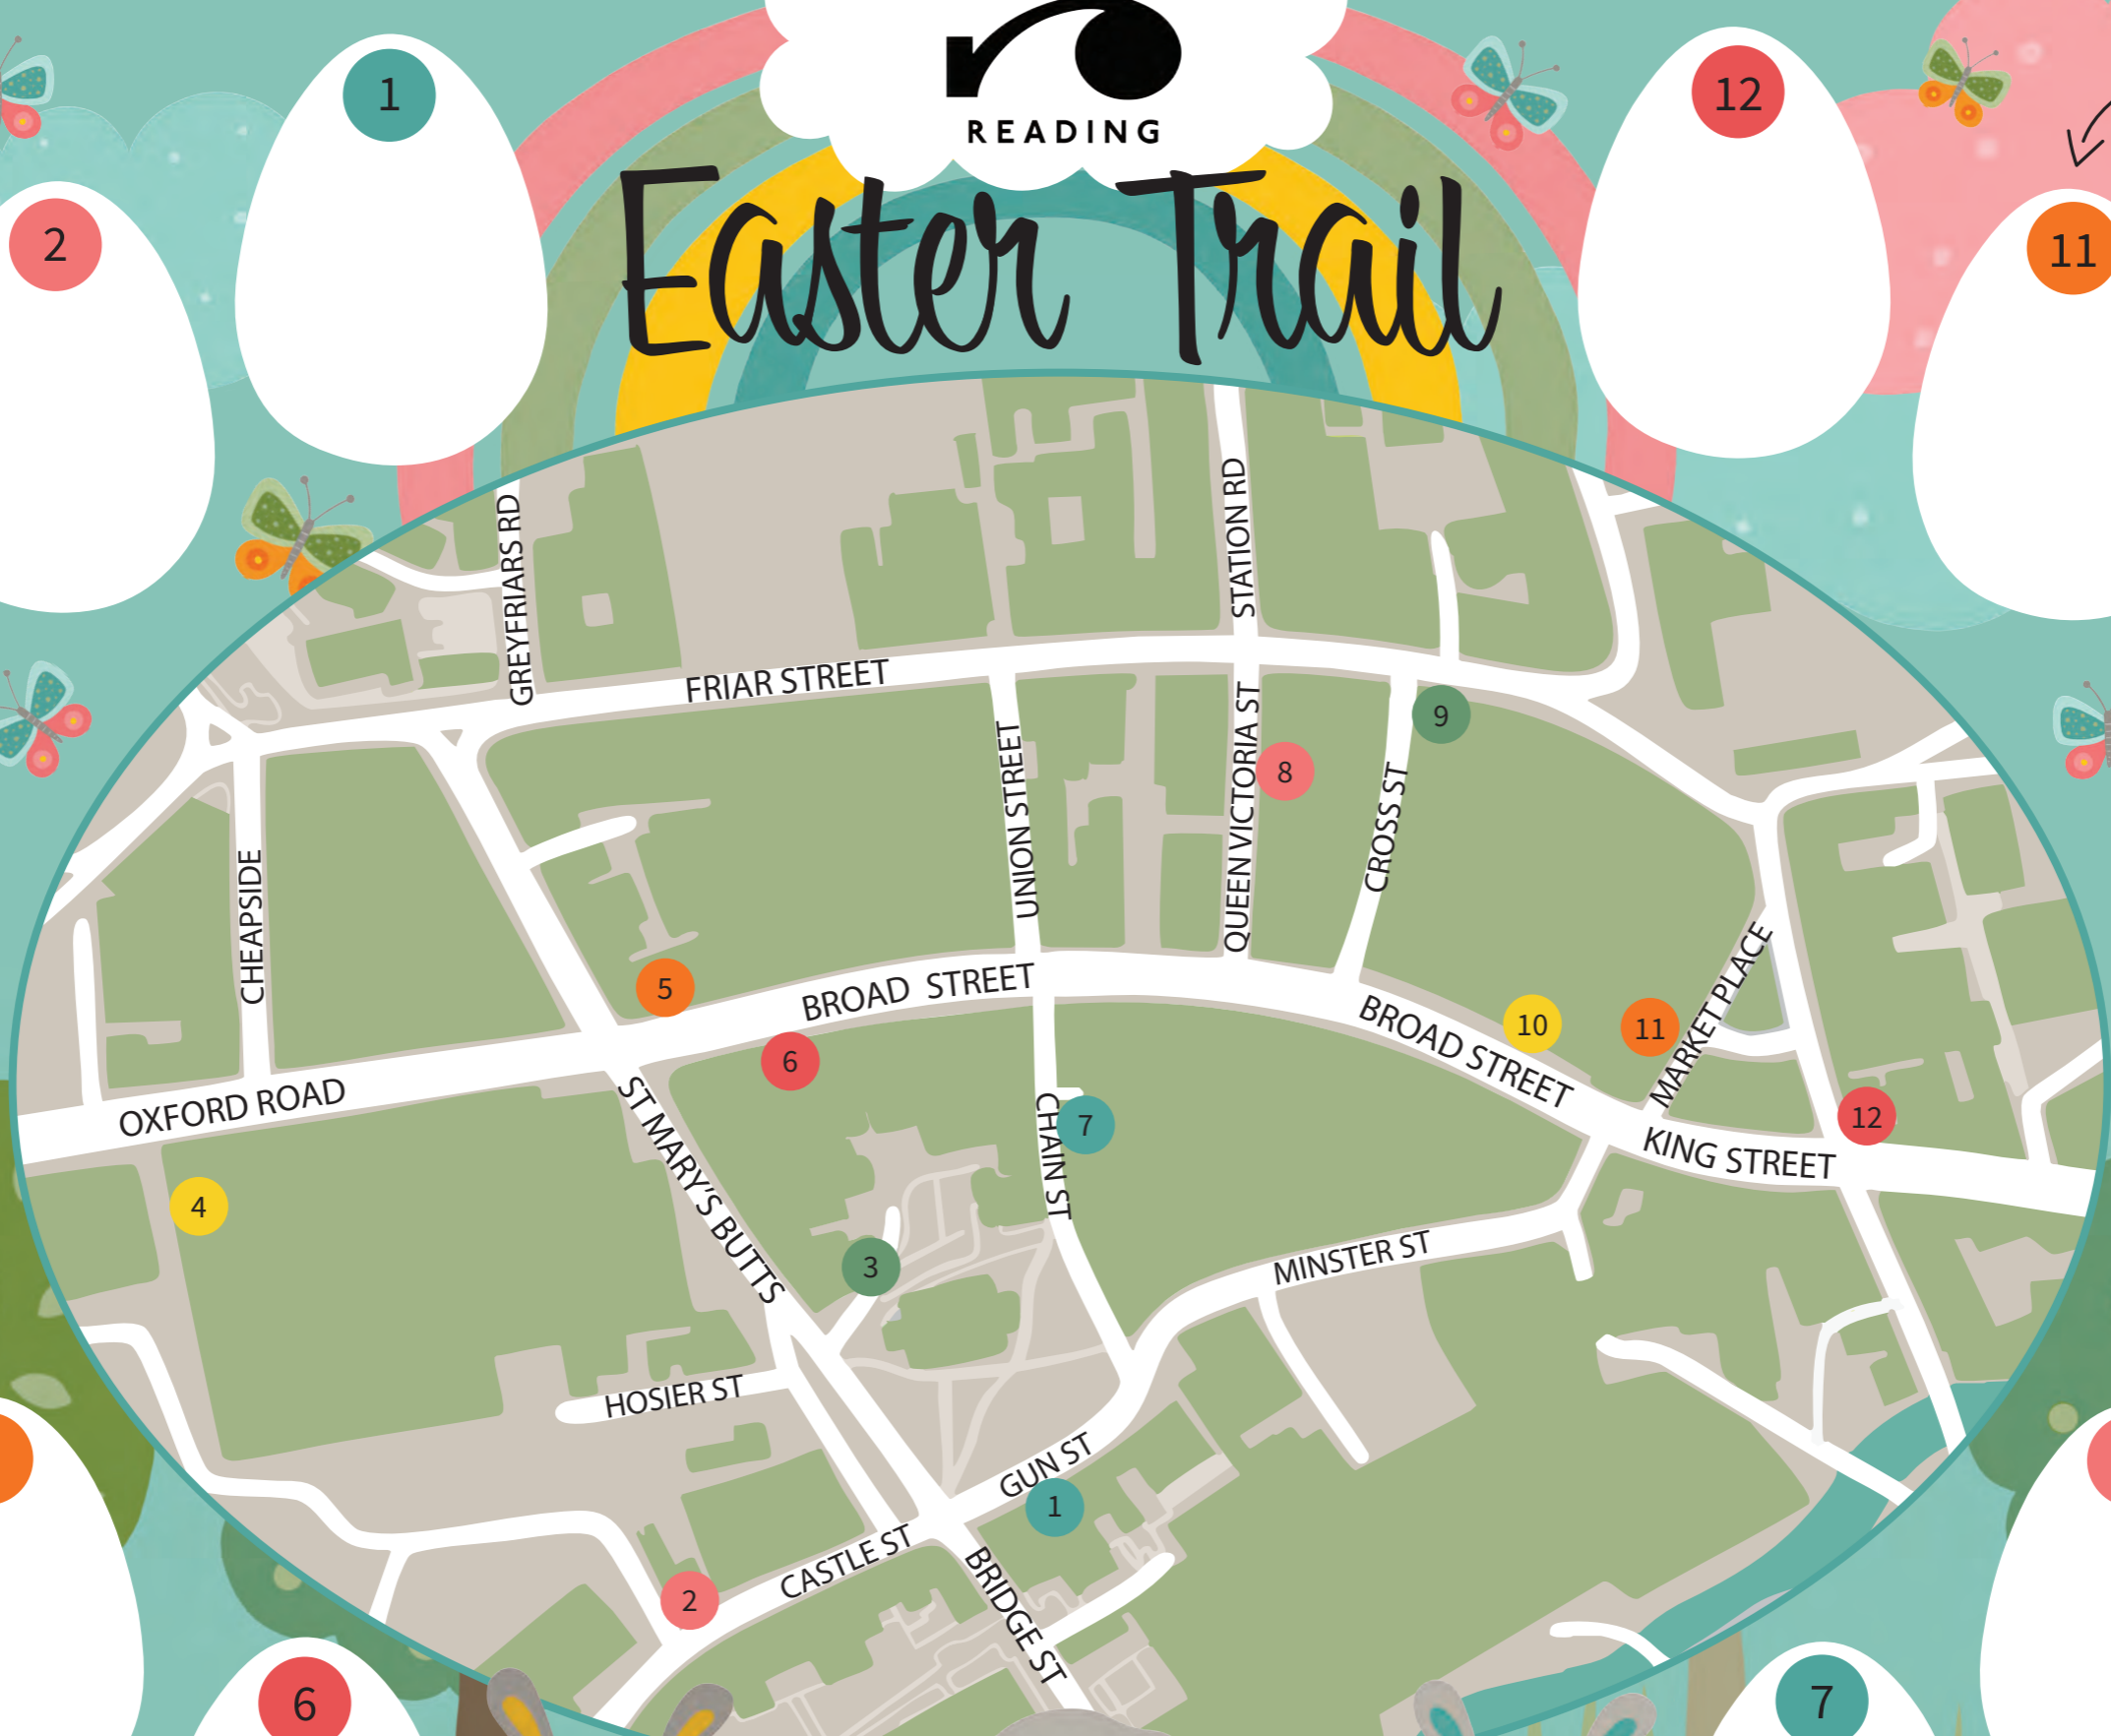 READING
Easter Trail
1
12
2
11
GREYFRIARS RD
STATION RD
FRIAR STREET
9
8
UNION STREET
QUEEN VICTORIA ST
CROSS ST
CHEAPSIDE
MARKET PLACE
5
BROAD STREET
10
11
BROAD STREET
6
OXFORD ROAD
12
7
CHAIN ST
KING STREET
4
ST MARY'S BUTTS
3
MINSTER ST
HOSIER ST
GUN ST
1
CASTLE ST
2
BRIDGE ST
6
7